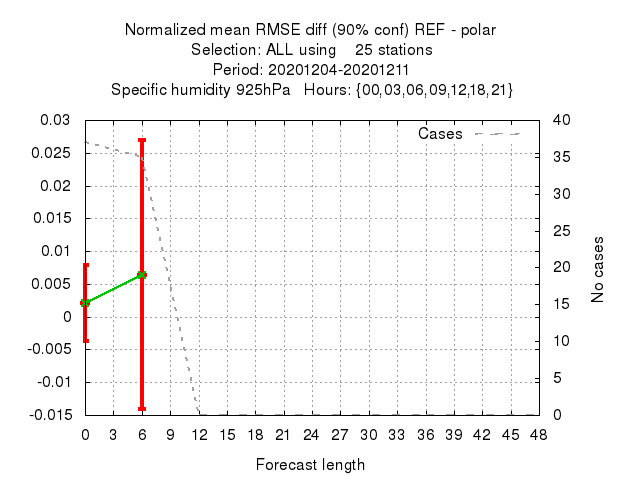 Normalized mean RMSE diff (90% conf) REF - polar
Selection: ALL using    25 stations
Period: 20201204-20201211
Specific humidity 925hPa   Hours: {00,03,06,09,12,18,21}
0.03
0.025
0.02
0.015
0.01
0.005
0
-0.005
-0.01
-0.015
Cases
40
35
30
25
20
15
10
5
0
No cases
0 3 6 9 12 15 18 21 24 27 30 33 36 39 42 45 48
Forecast length